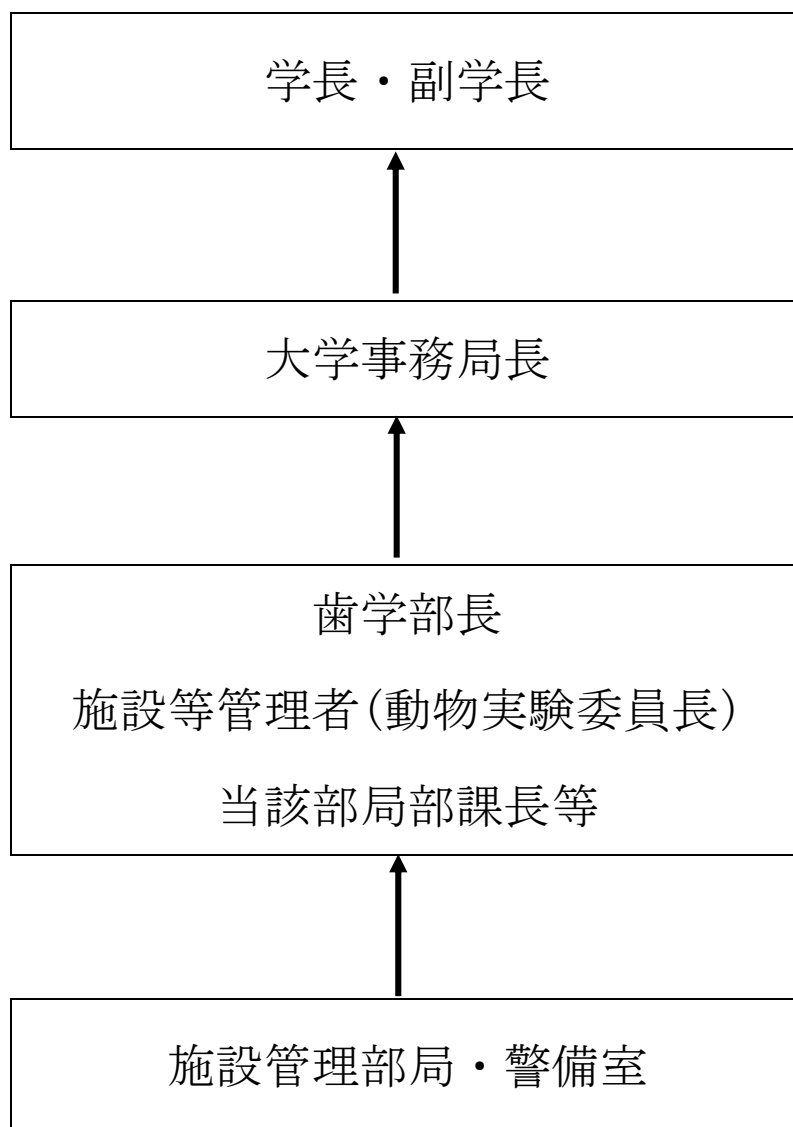 学長・副学長
大学事務局長
歯学部長
施設等管理者(動物実験委員長)
当該部局部課長等
施設管理部局・警備室